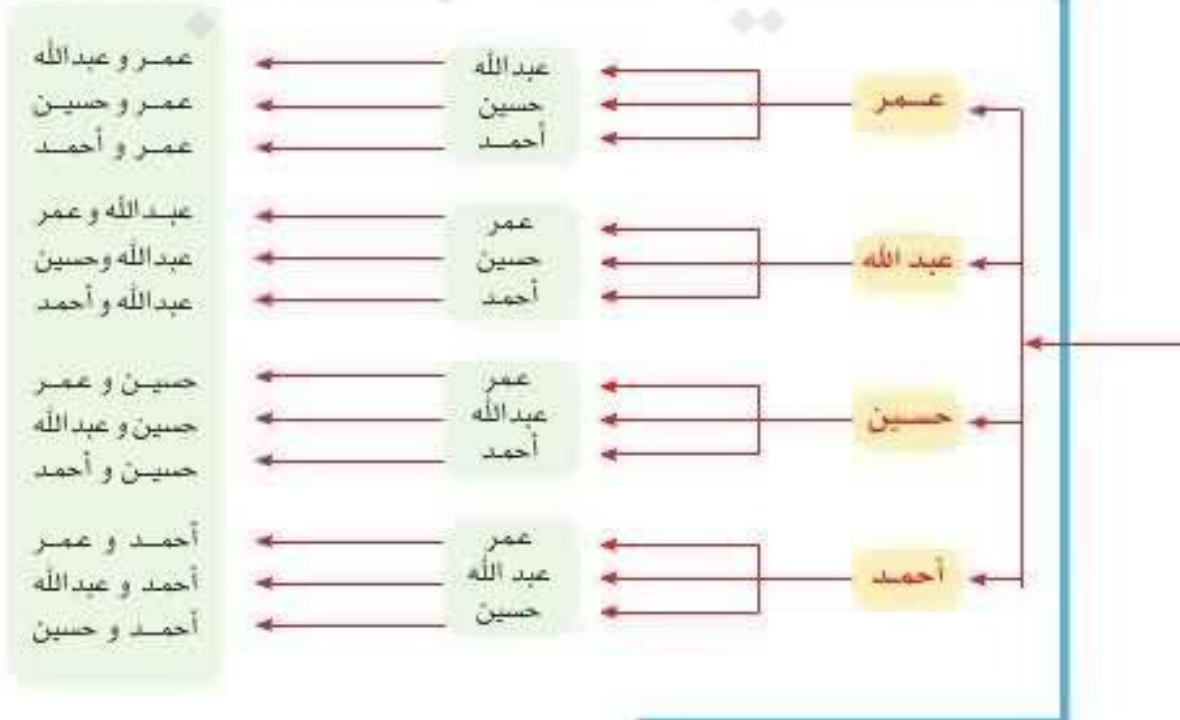 عمر
عبدالله
حسين
أحمد
عمر و عبدالله
عمر و حسين
عمر و أحمد
عبد الله
عمر
حسين
أحمد
عبدالله و عمر
عبدالله وحسين
عبدالله و أحمد
حسين
عمر
عبدالله
أحمد
حسين و عمر
حسين و عبدالله
حسين و أحمد
أحمد
عمر
عبد الله
حسين
أحمد و عمر
أحمد و عبدالله
أحمد و حسين